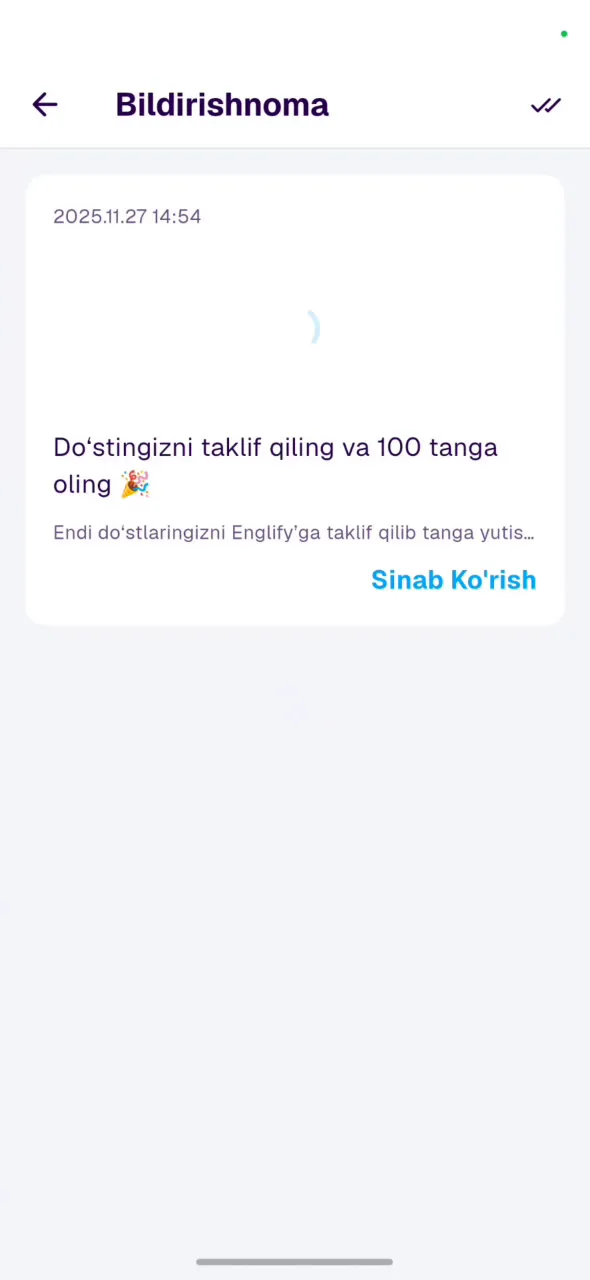 Bildirishnoma
2025.11.27 14:54
Do‘stingizni taklif qiling va 100 tanga
oling 🎉
Endi do‘stlaringizni Englify’ga taklif qilib tanga yutis...
Sinab Ko'rish